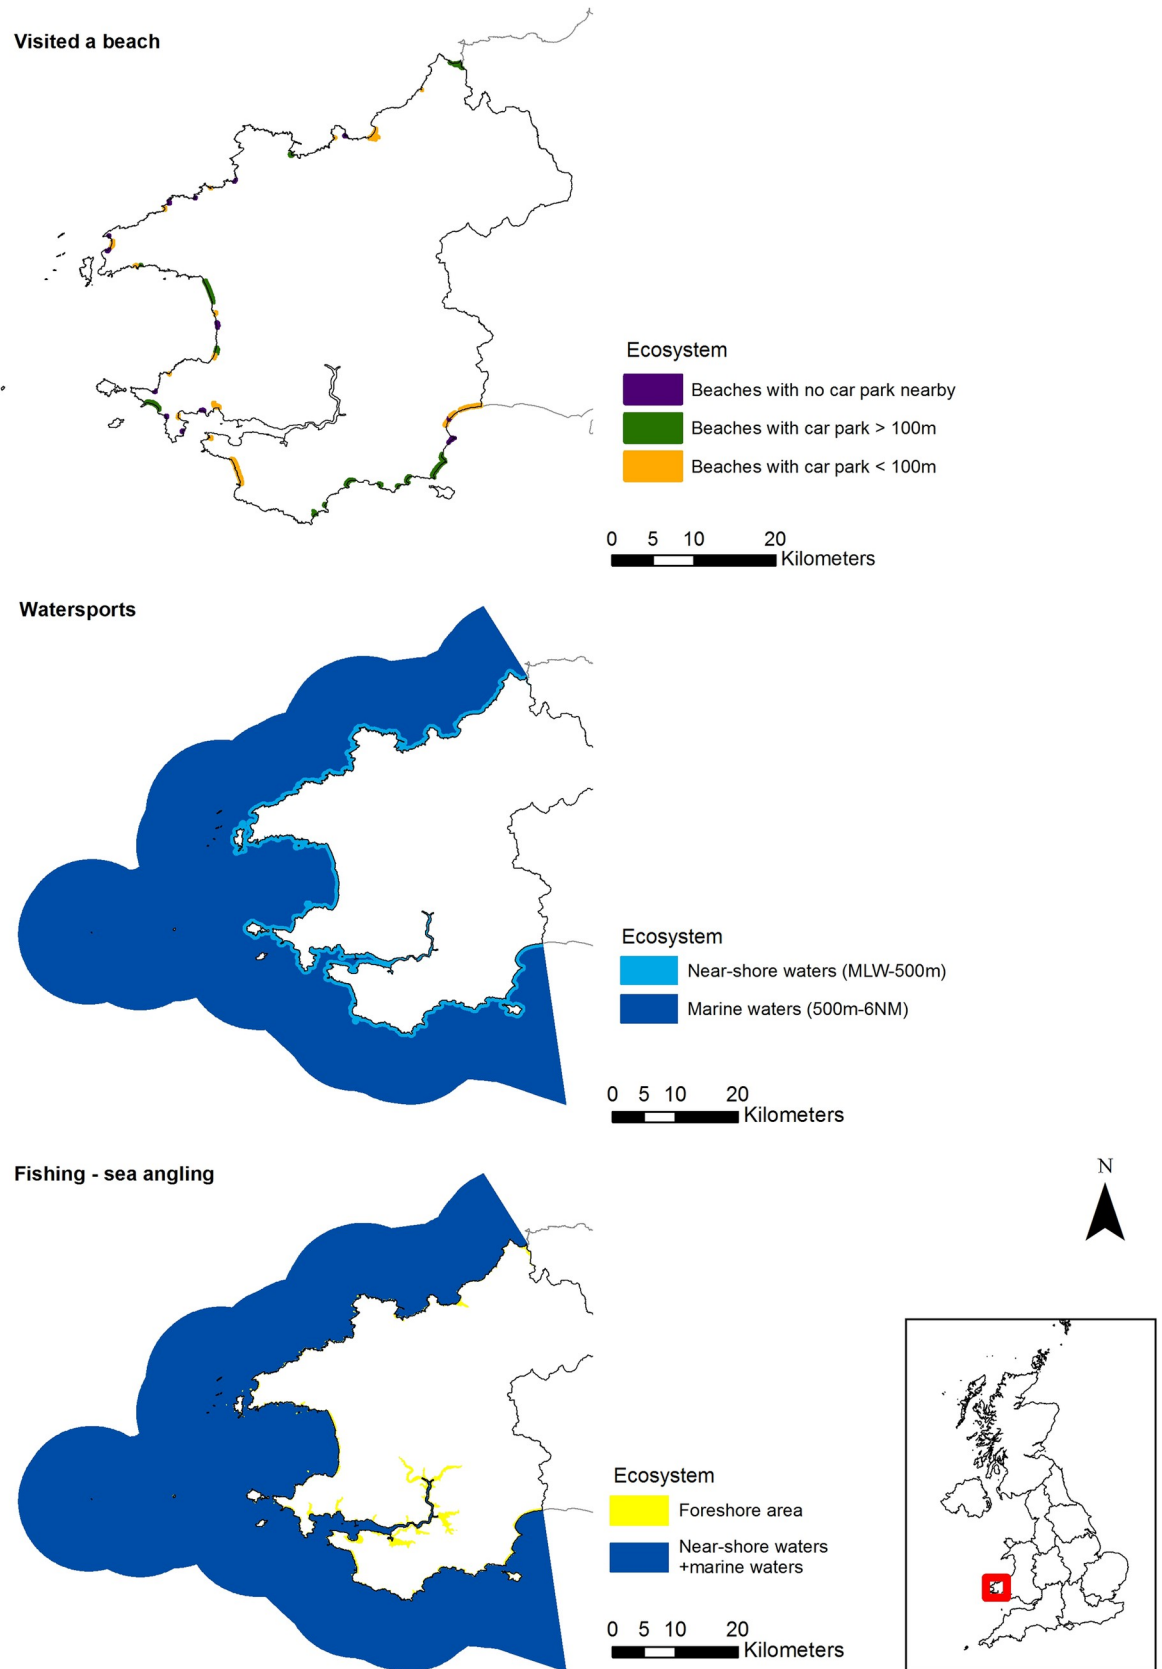 Visited a beach
Ecosystem
Beaches with no car park nearby
Beaches with car park > 100m
Beaches with car park < 100m
0 5 10 20
Kilometers
Watersports
Ecosystem
Near-shore waters (MLW-500m)
Marine waters (500m-6NM)
0 5 10 20
Kilometers
Fishing - sea angling
N
Ecosystem
Foreshore area
Near-shore waters
+marine waters
0 5 10 20
Kilometers